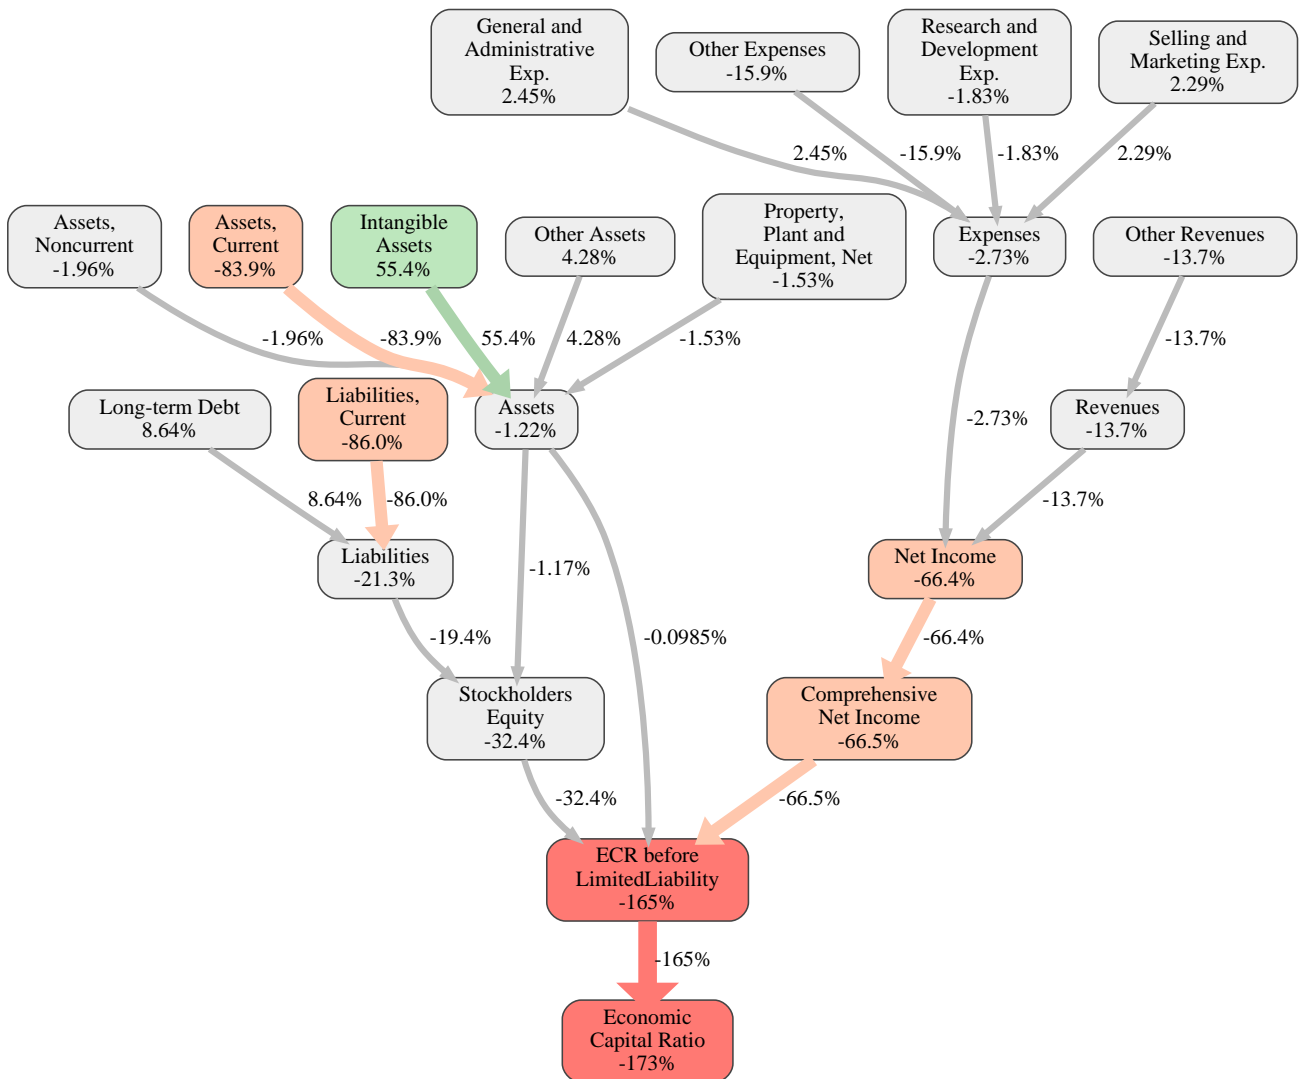 General and
Administrative
Exp.
2.45%
Other Expenses
-15.9%
Research and
Development
Exp.
-1.83%
Selling and
Marketing Exp.
2.29%
2.45%
-15.9%
-1.83%
2.29%
Assets,
Noncurrent
-1.96%
Assets,
Current
-83.9%
Intangible
Assets
55.4%
Other Assets
4.28%
Property,
Plant and
Equipment, Net
-1.53%
Expenses
-2.73%
Other Revenues
-13.7%
-1.96%
-83.9%
55.4%
4.28%
-1.53%
-13.7%
Long-term Debt
8.64%
Liabilities,
Current
-86.0%
Assets
-1.22%
-2.73%
Revenues
-13.7%
8.64%
-86.0%
-13.7%
Liabilities
-21.3%
-1.17%
Net Income
-66.4%
-19.4%
-0.0985%
-66.4%
Stockholders
Equity
-32.4%
Comprehensive
Net Income
-66.5%
-32.4%
-66.5%
ECR before
LimitedLiability
-165%
-165%
Economic
Capital Ratio
-173%